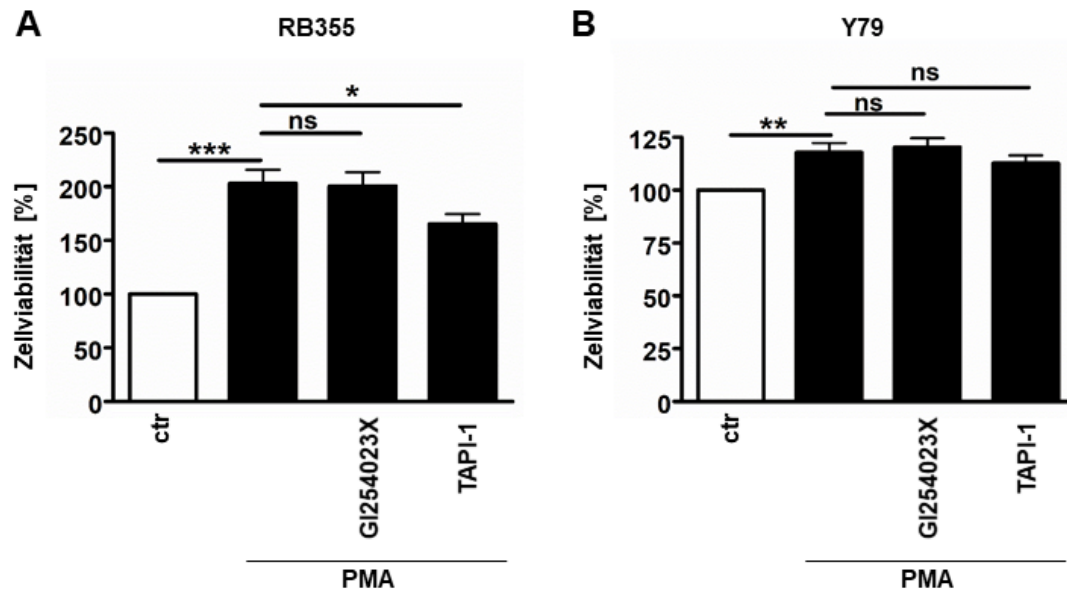 A
RB355
Zellviabilität [%]
250
200
150
100
50
0
***
ns
*
ctr
GI254023X
TAPI-1
PMA
B
Y79
Zellviabilität [%]
125
100
75
50
25
0
**
ns
ns
ctr
GI254023X
TAPI-1
PMA